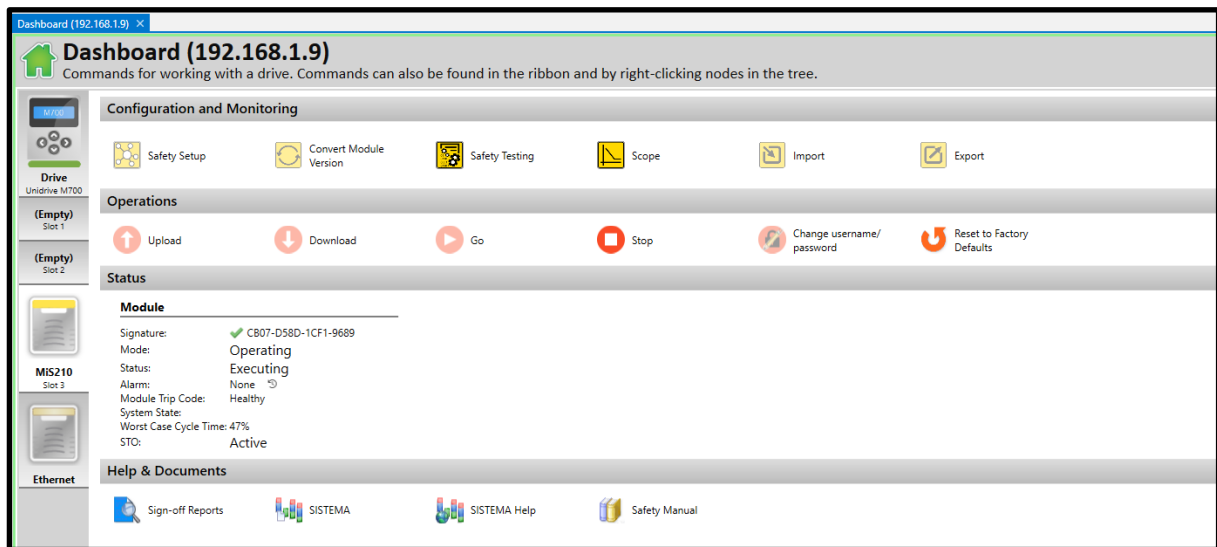 Dashboard (192.168.1.9) ×
Dashboard (192.168.1.9)
Commands for working with a drive. Commands can also be found in the ribbon and by right-clicking nodes in the tree.
M700
Drive
Unidrive M700
(Empty)
Slot 1
(Empty)
Slot 2
MiS210
Slot 3
Ethernet
Configuration and Monitoring
Safety Setup
Convert Module
Version
Safety Testing
Scope
Import
Export
Operations
Upload
Download
Go
Stop
Change username/
password
Reset to Factory
Defaults
Status
Module
Signature: CB07-D58D-1CF1-9689
Mode: Operating
Status: Executing
Alarm: None
Module Trip Code: Healthy
System State:
Worst Case Cycle Time: 47%
STO: Active
Help & Documents
Sign-off Reports
SISTEMA
SISTEMA Help
Safety Manual